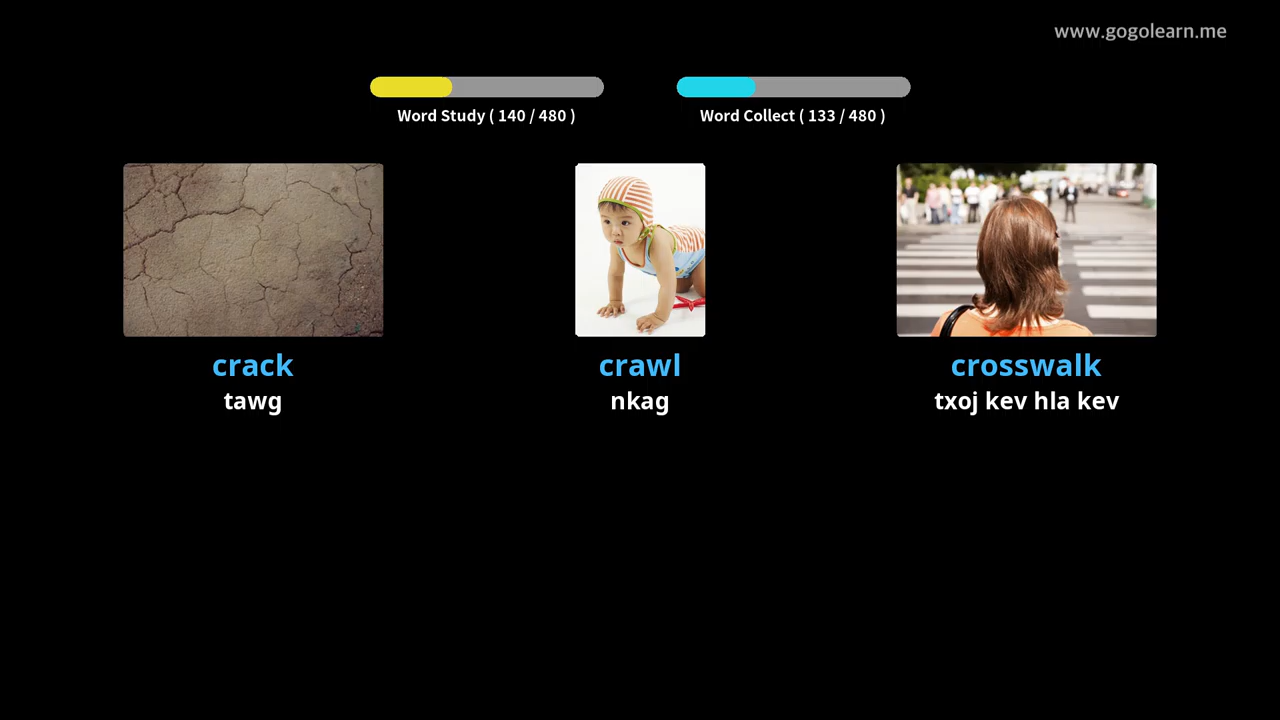 www.gogolearn.me
Word Study ( 140 / 480 )
Word Collect ( 133 / 480 )
crack
tawg
crawl
nkag
crosswalk
txoj kev hla kev